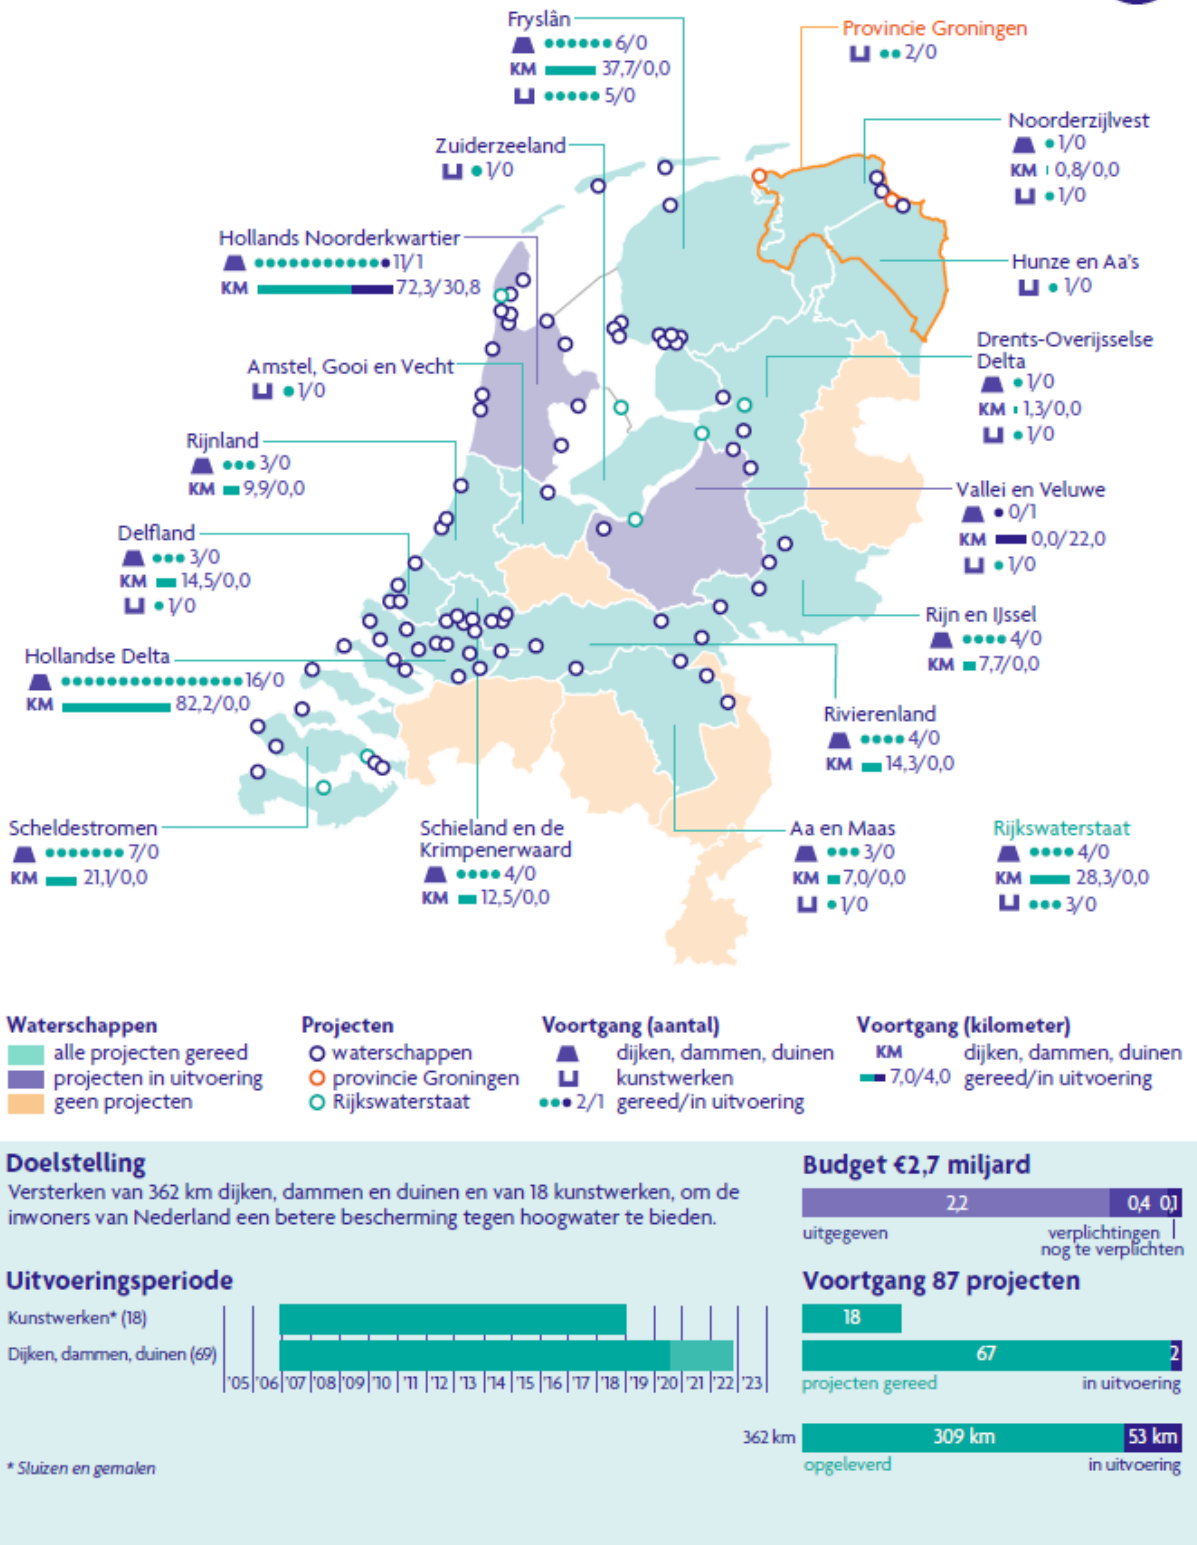 Fryslân
6/0
KM 37,7/0,0
5/0
Provincie Groningen
2/0
Noorderzijlvest
1/0
KM 0,8/0,0
1/0
Zuiderzeeland
1/0
Hollands Noorderkwartier
11/1
KM 72,3/30,8
Hunze en Aa's
1/0
Drents-Overijsselse
Delta
1/0
KM 1,3/0,0
1/0
Amstel, Gooi en Vecht
1/0
Rijnland
3/0
KM 9,9/0,0
Vallei en Veluwe
0/1
KM 0,0/22,0
1/0
Delfland
3/0
KM 14,5/0,0
1/0
Rijn en IJssel
4/0
KM 7,7/0,0
Hollandse Delta
16/0
KM 82,2/0,0
Rivierenland
4/0
KM 14,3/0,0
Scheldestromen
7/0
KM 21,1/0,0
Schieland en de
Krimpenerwaard
4/0
KM 12,5/0,0
Aa en Maas
3/0
KM 7,0/0,0
1/0
Rijkswaterstaat
4/0
KM 28,3/0,0
3/0
Waterschappen
alle projecten gereed
projecten in uitvoering
geen projecten
Projecten
waterschappen
provincie Groningen
Rijkswaterstaat
Voortgang (aantal)
dijken, dammen, duinen
kunstwerken
2/1 gereed/in uitvoering
Voortgang (kilometer)
KM dijken, dammen, duinen
7,0/4,0 gereed/in uitvoering
Doelstelling
Versterken van 362 km dijken, dammen en duinen en van 18 kunstwerken, om de
inwoners van Nederland een betere bescherming tegen hoogwater te bieden.
Budget €2,7 miljard
2,2 0,4 0,1
uitgegeven verplichtingen
nog te verplichten
Uitvoeringsperiode
Kunstwerken* (18)
Dijken, dammen, duinen (69)
'05 '06 '07 '08 '09 '10 '11 '12 '13 '14 '15 '16 '17 '18 '19 '20 '21 '22 '23
* Sluizen en gemalen
Voortgang 87 projecten
18
67 2
projecten gereed in uitvoering
362 km 309 km 53 km
opgeleverd in uitvoering